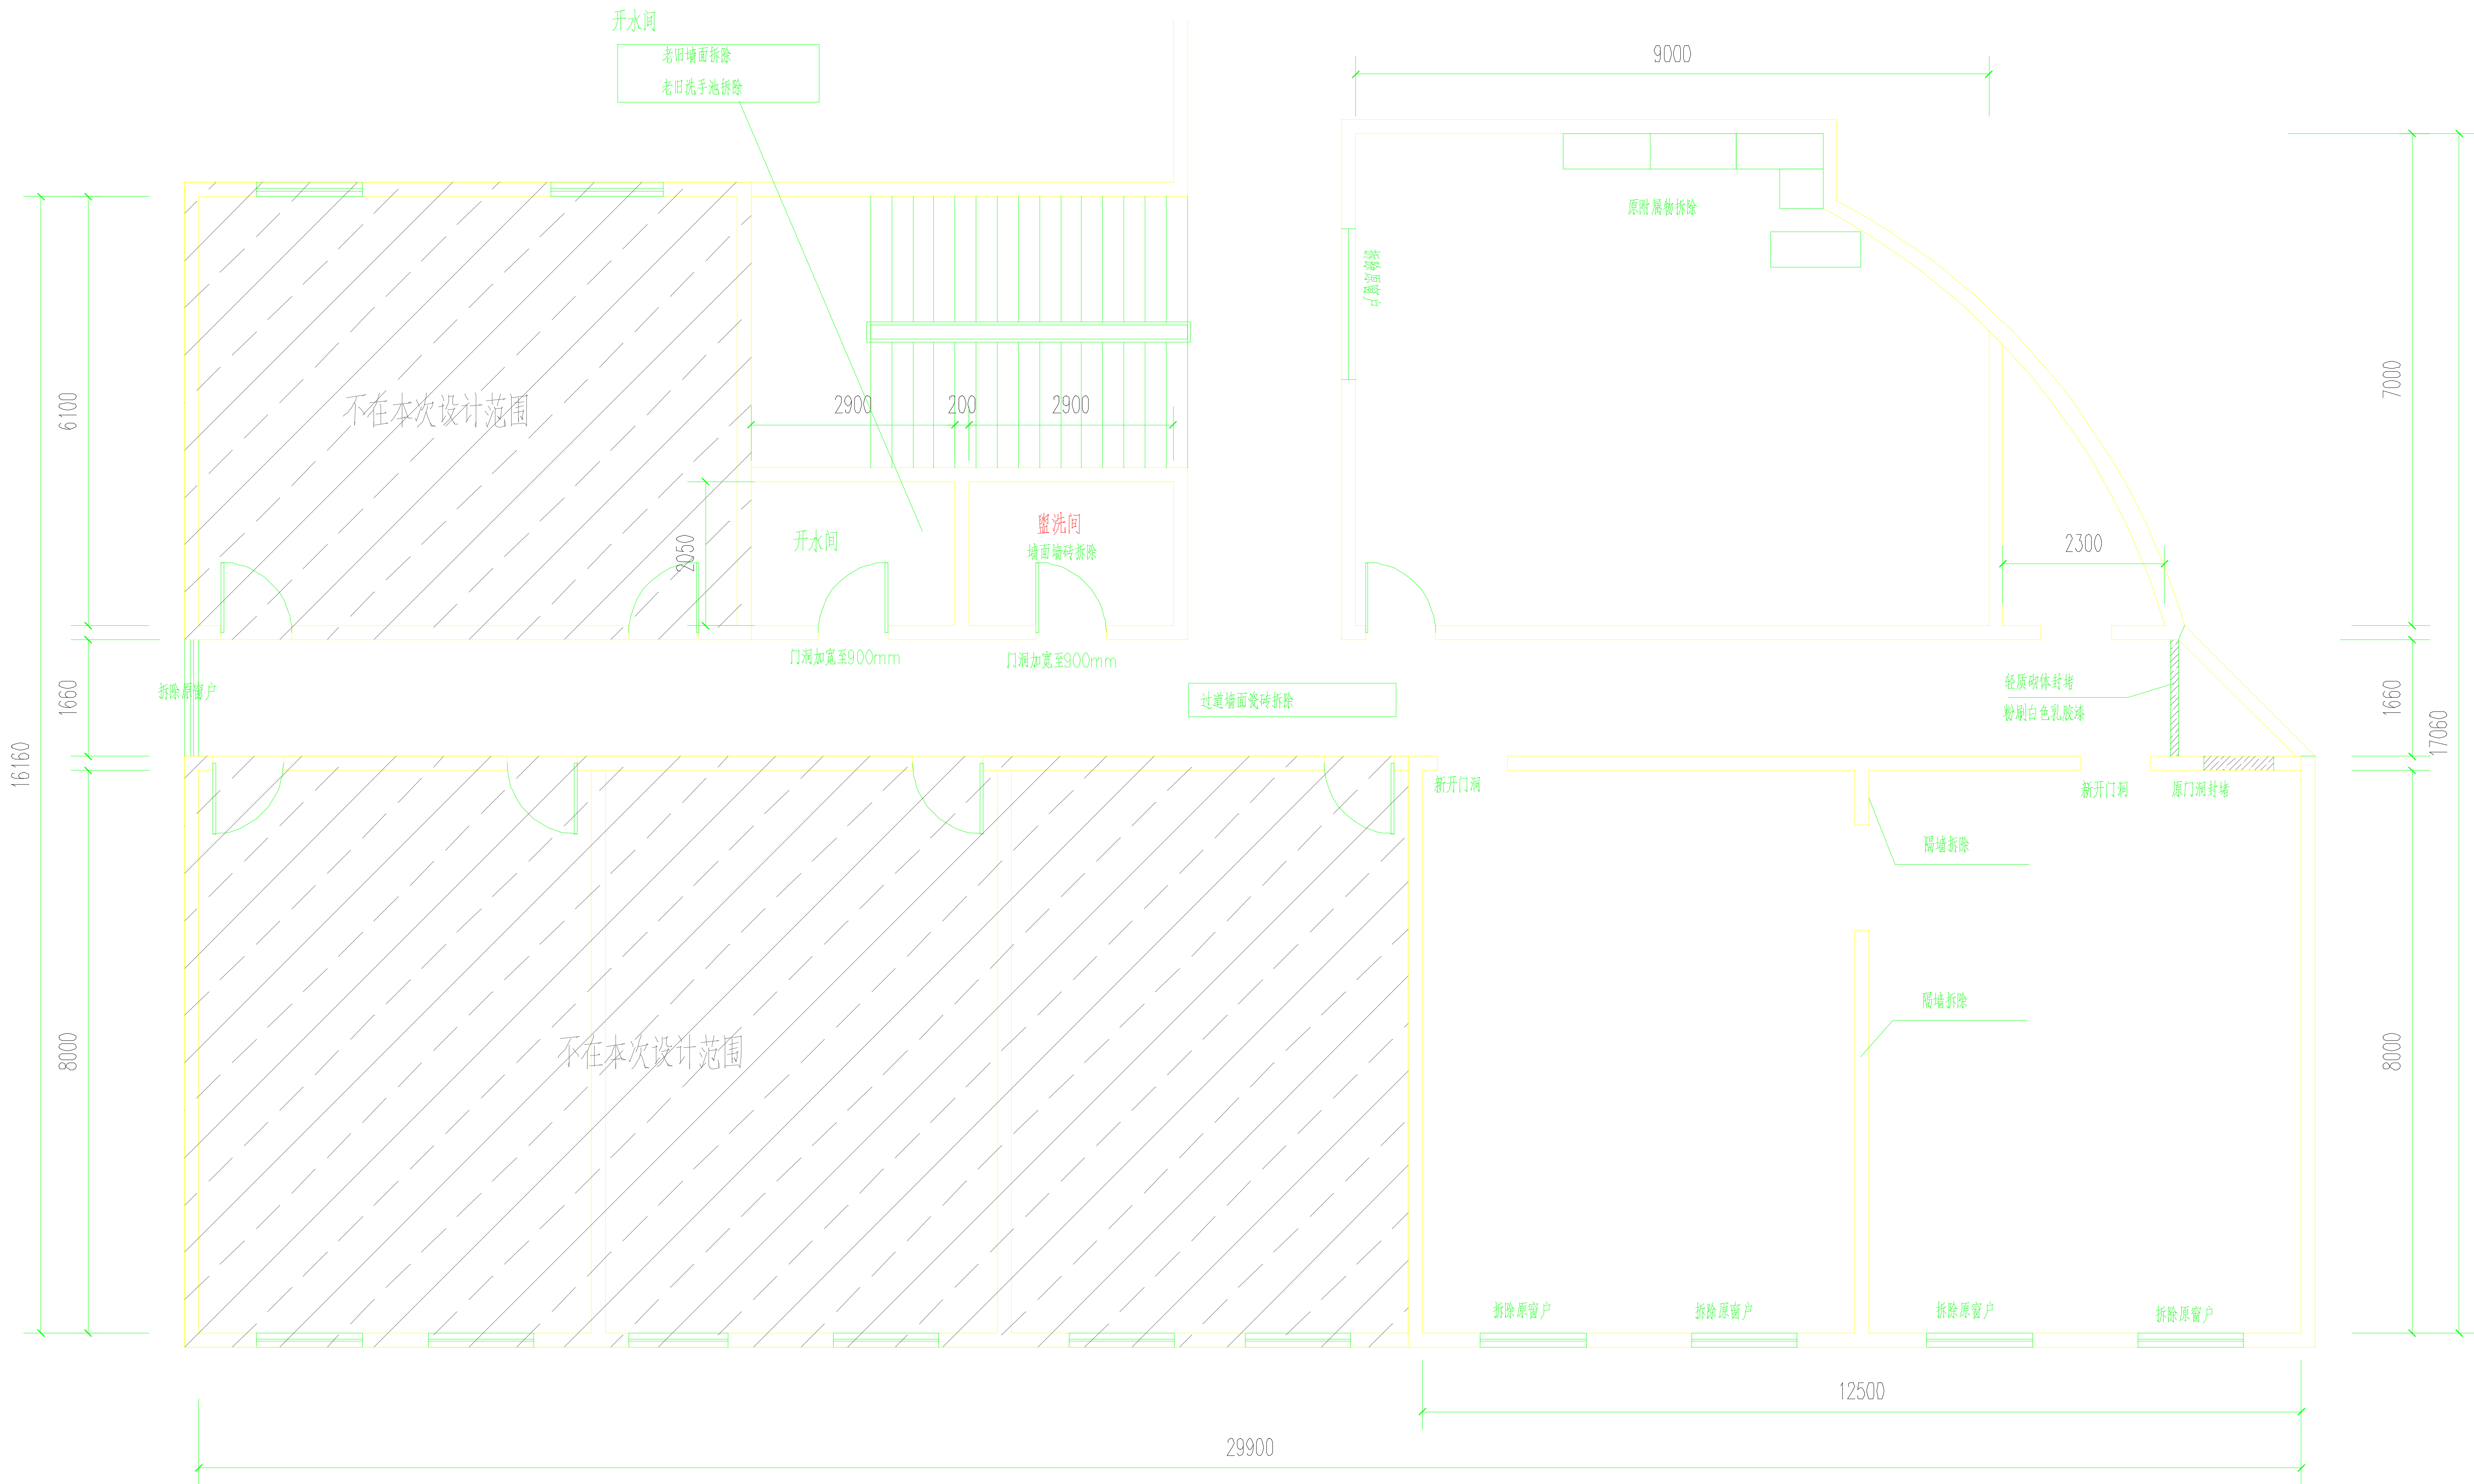 开水间
老旧墙面拆除
老旧洗手池拆除
9000
原附属物拆除
拆除原窗户
6100
不在本次设计范围
2900
200
2900
7000
2050
开水间
盥洗间
墙面墙砖拆除
2300
门洞加宽至900mm
门洞加宽至900mm
拆除原窗户
1660
过道墙面瓷砖拆除
轻质砌体封堵
粉刷白色乳胶漆
1660
16160
17060
新开门洞
新开门洞
原门洞封堵
隔墙拆除
隔墙拆除
8000
不在本次设计范围
8000
拆除原窗户
拆除原窗户
拆除原窗户
拆除原窗户
12500
29900